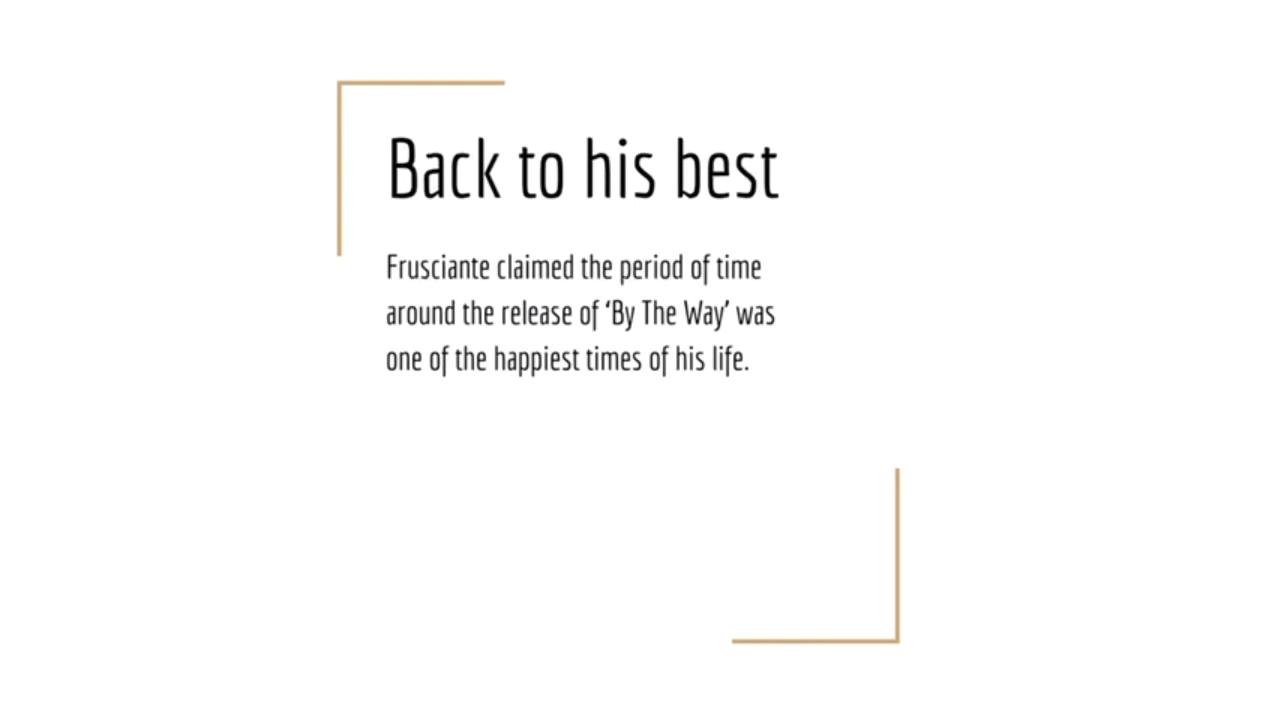 Back to his best
Frusciante claimed the period of time
around the release of ‘By The Way’ was
one of the happiest times of his life.